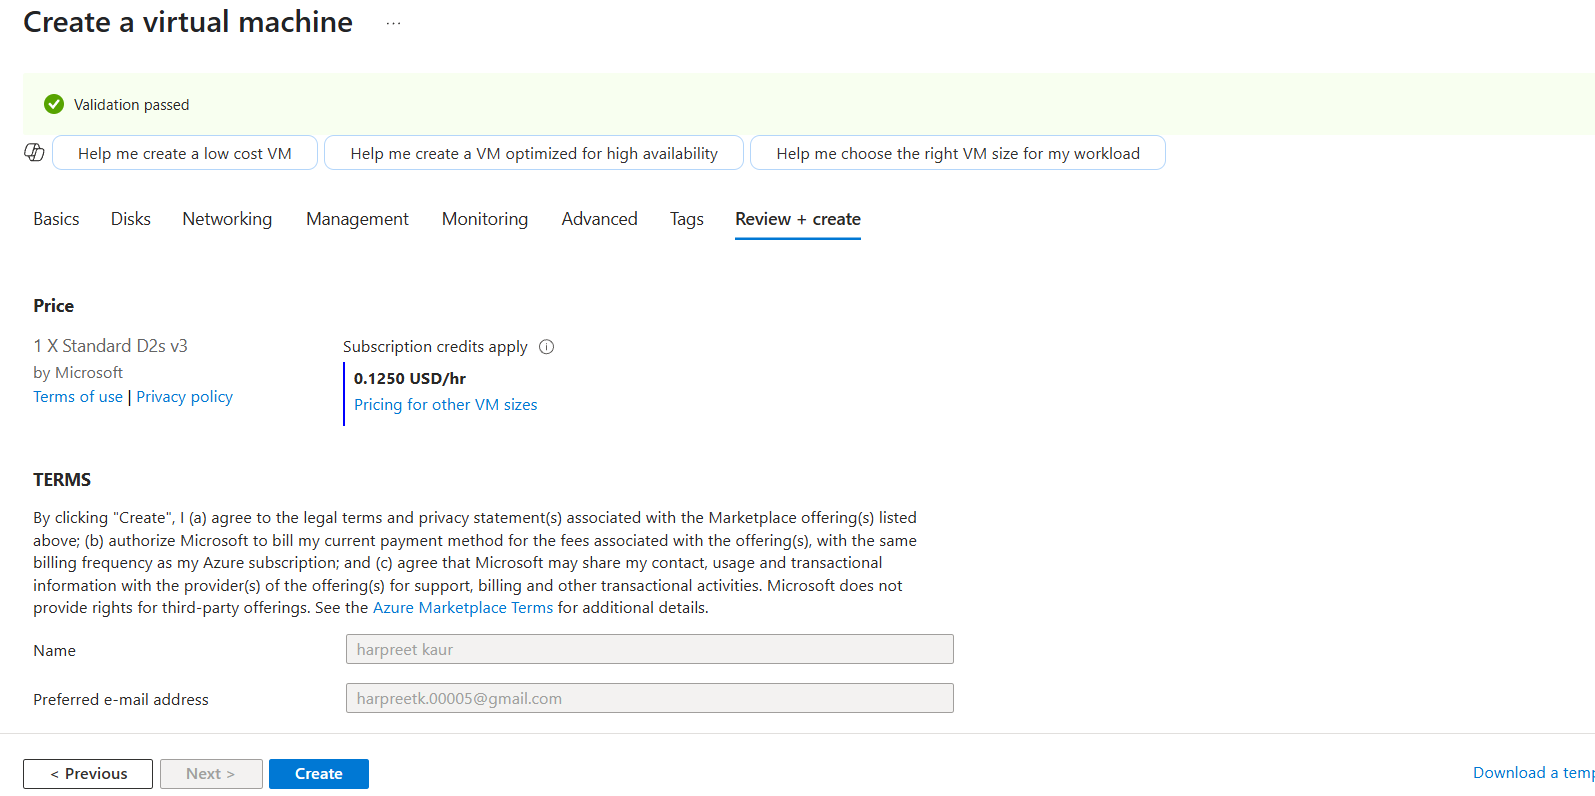 Create a virtual machine ...
Validation passed
Help me create a low cost VM Help me create a VM optimized for high availability Help me choose the right VM size for my workload
Basics Disks Networking Management Monitoring Advanced Tags Review + create
Price
1 X Standard D2s v3
by Microsoft
Terms of use | Privacy policy
Subscription credits apply
0.1250 USD/hr
Pricing for other VM sizes
TERMS
By clicking "Create", I (a) agree to the legal terms and privacy statement(s) associated with the Marketplace offering(s) listed
above; (b) authorize Microsoft to bill my current payment method for the fees associated with the offering(s), with the same
billing frequency as my Azure subscription; and (c) agree that Microsoft may share my contact, usage and transactional
information with the provider(s) of the offering(s) for support, billing and other transactional activities. Microsoft does not
provide rights for third-party offerings. See the Azure Marketplace Terms for additional details.
Name harpreet kaur
Preferred e-mail address harpreetk.00005@gmail.com
< Previous Next > Create Download a temp